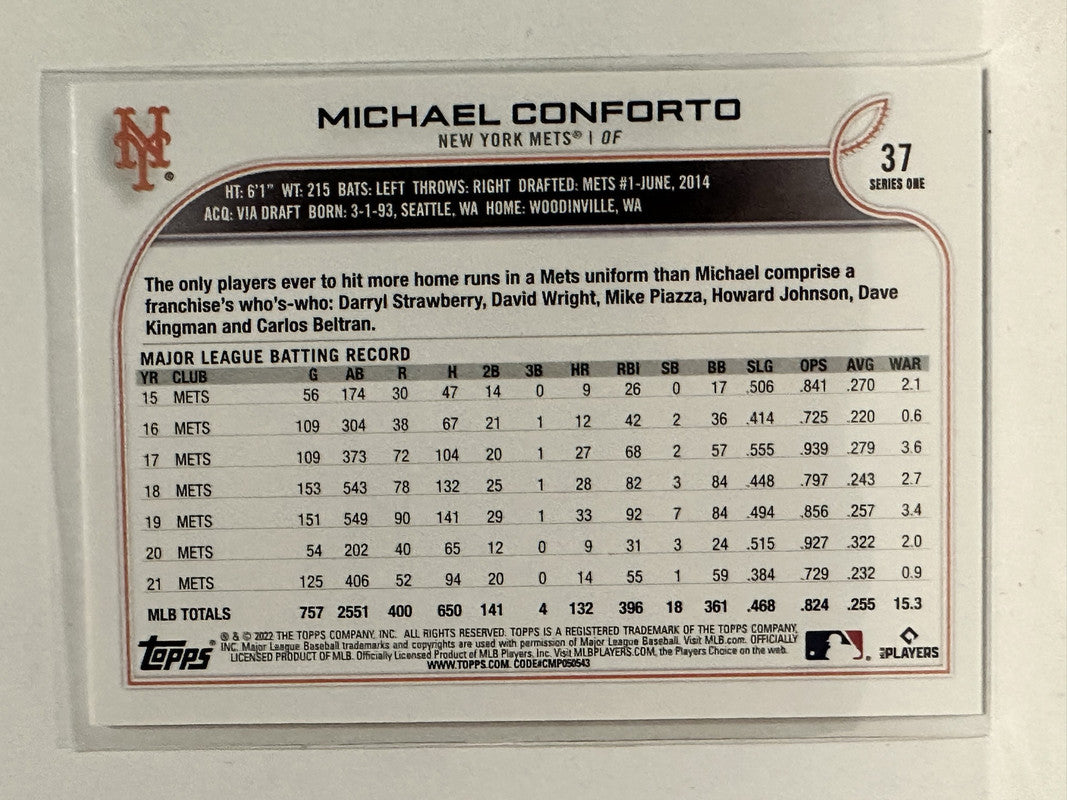 MICHAEL CONFORTO
NEW YORK METS® | OF
NY®
37
SERIES ONE
HT: 6'1" WT: 215 BATS: LEFT THROWS: RIGHT DRAFTED: METS #1-JUNE, 2014
ACQ: VIA DRAFT BORN: 3-1-93, SEATTLE, WA HOME: WOODINVILLE, WA
The only players ever to hit more home runs in a Mets uniform than Michael comprise a
franchise's who's-who: Darryl Strawberry, David Wright, Mike Piazza, Howard Johnson, Dave
Kingman and Carlos Beltran.
MAJOR LEAGUE BATTING RECORD
YR CLUB G AB R H 2B 3B HR RBI SB BB SLG OPS AVG WAR
15 METS 56 174 30 47 14 0 9 26 0 17 .506 .841 .270 2.1
16 METS 109 304 38 67 21 1 12 42 2 36 .414 .725 .220 0.6
17 METS 109 373 72 104 20 1 27 68 2 57 .555 .939 .279 3.6
18 METS 153 543 78 132 25 1 28 82 3 84 .448 .797 .243 2.7
19 METS 151 549 90 141 29 1 33 92 7 84 .494 .856 .257 3.4
20 METS 54 202 40 65 12 0 9 31 3 24 .515 .927 .322 2.0
21 METS 125 406 52 94 20 0 14 55 1 59 .384 .729 .232 0.9
MLB TOTALS 757 2551 400 650 141 4 132 396 18 361 .468 .824 .255 15.3
Topps®
® & © 2022 THE TOPPS COMPANY, INC. ALL RIGHTS RESERVED. TOPPS IS A REGISTERED TRADEMARK OF THE TOPPS COMPANY,
INC. Major League Baseball trademarks and copyrights are used with permission of Major League Baseball. Visit MLB.com. OFFICIALLY
LICENSED PRODUCT OF MLB. Officially Licensed Product of MLB Players, Inc. Visit MLBPLAYERS.COM, the Players Choice on the web.
WWW.TOPPS.COM. CODE#CMP050543
PLAYERS